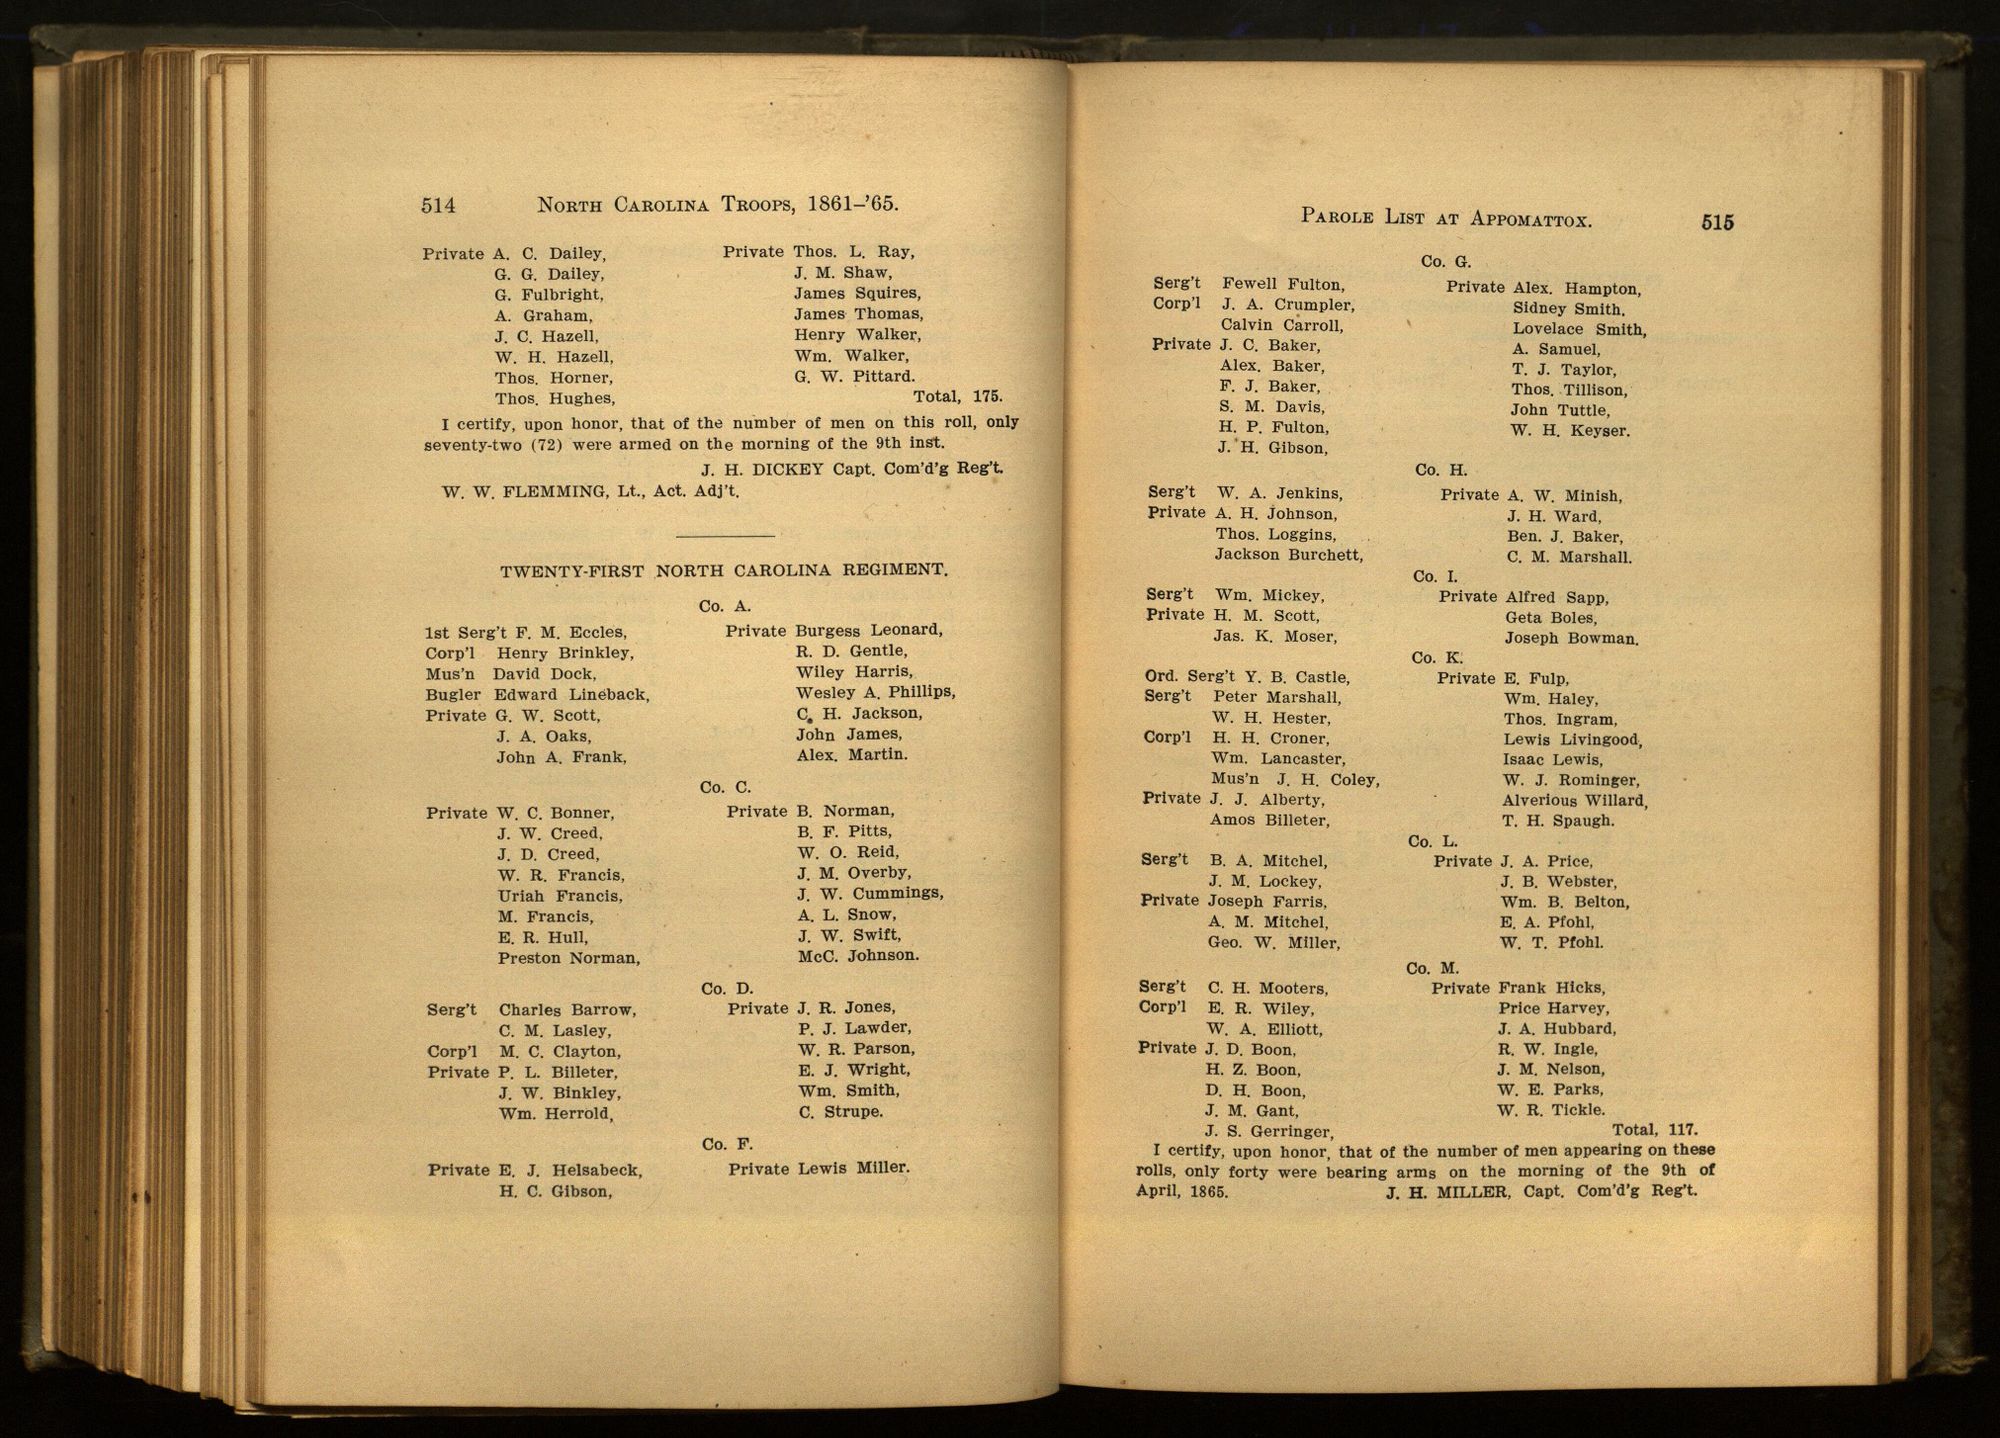 514 NORTH CAROLINA TROOPS, 1861–'65.
Private A. C. Dailey,
G. G. Dailey,
G. Fulbright,
A. Graham,
J. C. Hazell,
W. H. Hazell,
Thos. Horner,
Thos. Hughes,
Private Thos. L. Ray,
J. M. Shaw,
James Squires,
James Thomas,
Henry Walker,
Wm. Walker,
G. W. Pittard.
Total, 175.
I certify, upon honor, that of the number of men on this roll, only
seventy-two (72) were armed on the morning of the 9th inst.
J. H. DICKEY Capt. Com'd'g Reg't.
W. W. FLEMMING, Lt., Act. Adj't.
TWENTY-FIRST NORTH CAROLINA REGIMENT.
Co. A.
1st Serg't F. M. Eccles,
Corp'l Henry Brinkley,
Mus'n David Dock,
Bugler Edward Lineback,
Private G. W. Scott,
J. A. Oaks,
John A. Frank,
Private Burgess Leonard,
R. D. Gentle,
Wiley Harris,
Wesley A. Phillips,
C. H. Jackson,
John James,
Alex. Martin.
Co. C.
Private W. C. Bonner,
J. W. Creed,
J. D. Creed,
W. R. Francis,
Uriah Francis,
M. Francis,
E. R. Hull,
Preston Norman,
Private B. Norman,
B. F. Pitts,
W. O. Reid,
J. M. Overby,
J. W. Cummings,
A. L. Snow,
J. W. Swift,
McC. Johnson.
Co. D.
Serg't Charles Barrow,
C. M. Lasley,
Corp'l M. C. Clayton,
Private P. L. Billeter,
J. W. Binkley,
Wm. Herrold,
Private J. R. Jones,
P. J. Lawder,
W. R. Parson,
E. J. Wright,
Wm. Smith,
C. Strupe.
Co. F.
Private E. J. Helsabeck,
H. C. Gibson,
Private Lewis Miller.
PAROLE LIST AT APPOMATTOX. 515
Co. G.
Serg't Fewell Fulton,
Corp'l J. A. Crumpler,
Calvin Carroll,
Private J. C. Baker,
Alex. Baker,
F. J. Baker,
S. M. Davis,
H. P. Fulton,
J. H. Gibson,
Private Alex. Hampton,
Sidney Smith.
Lovelace Smith,
A. Samuel,
T. J. Taylor,
Thos. Tillison,
John Tuttle,
W. H. Keyser.
Co. H.
Serg't W. A. Jenkins,
Private A. H. Johnson,
Thos. Loggins,
Jackson Burchett,
Private A. W. Minish,
J. H. Ward,
Ben. J. Baker,
C. M. Marshall.
Co. I.
Serg't Wm. Mickey,
Private H. M. Scott,
Jas. K. Moser,
Private Alfred Sapp,
Geta Boles,
Joseph Bowman.
Co. K.
Ord. Serg't Y. B. Castle,
Serg't Peter Marshall,
W. H. Hester,
Corp'l H. H. Croner,
Wm. Lancaster,
Mus'n J. H. Coley,
Private J. J. Alberty,
Amos Billeter,
Private E. Fulp,
Wm. Haley,
Thos. Ingram,
Lewis Livingood,
Isaac Lewis,
W. J. Rominger,
Alverious Willard,
T. H. Spaugh.
Co. L.
Serg't B. A. Mitchel,
J. M. Lockey,
Private Joseph Farris,
A. M. Mitchel,
Geo. W. Miller,
Private J. A. Price,
J. B. Webster,
Wm. B. Belton,
E. A. Pfohl,
W. T. Pfohl.
Co. M.
Serg't C. H. Mooters,
Corp'l E. R. Wiley,
W. A. Elliott,
Private J. D. Boon,
H. Z. Boon,
D. H. Boon,
J. M. Gant,
J. S. Gerringer,
Private Frank Hicks,
Price Harvey,
J. A. Hubbard,
R. W. Ingle,
J. M. Nelson,
W. E. Parks,
W. R. Tickle.
Total, 117.
I certify, upon honor, that of the number of men appearing on these
rolls, only forty were bearing arms on the morning of the 9th of
April, 1865. J. H. MILLER, Capt. Com'd'g Reg't.